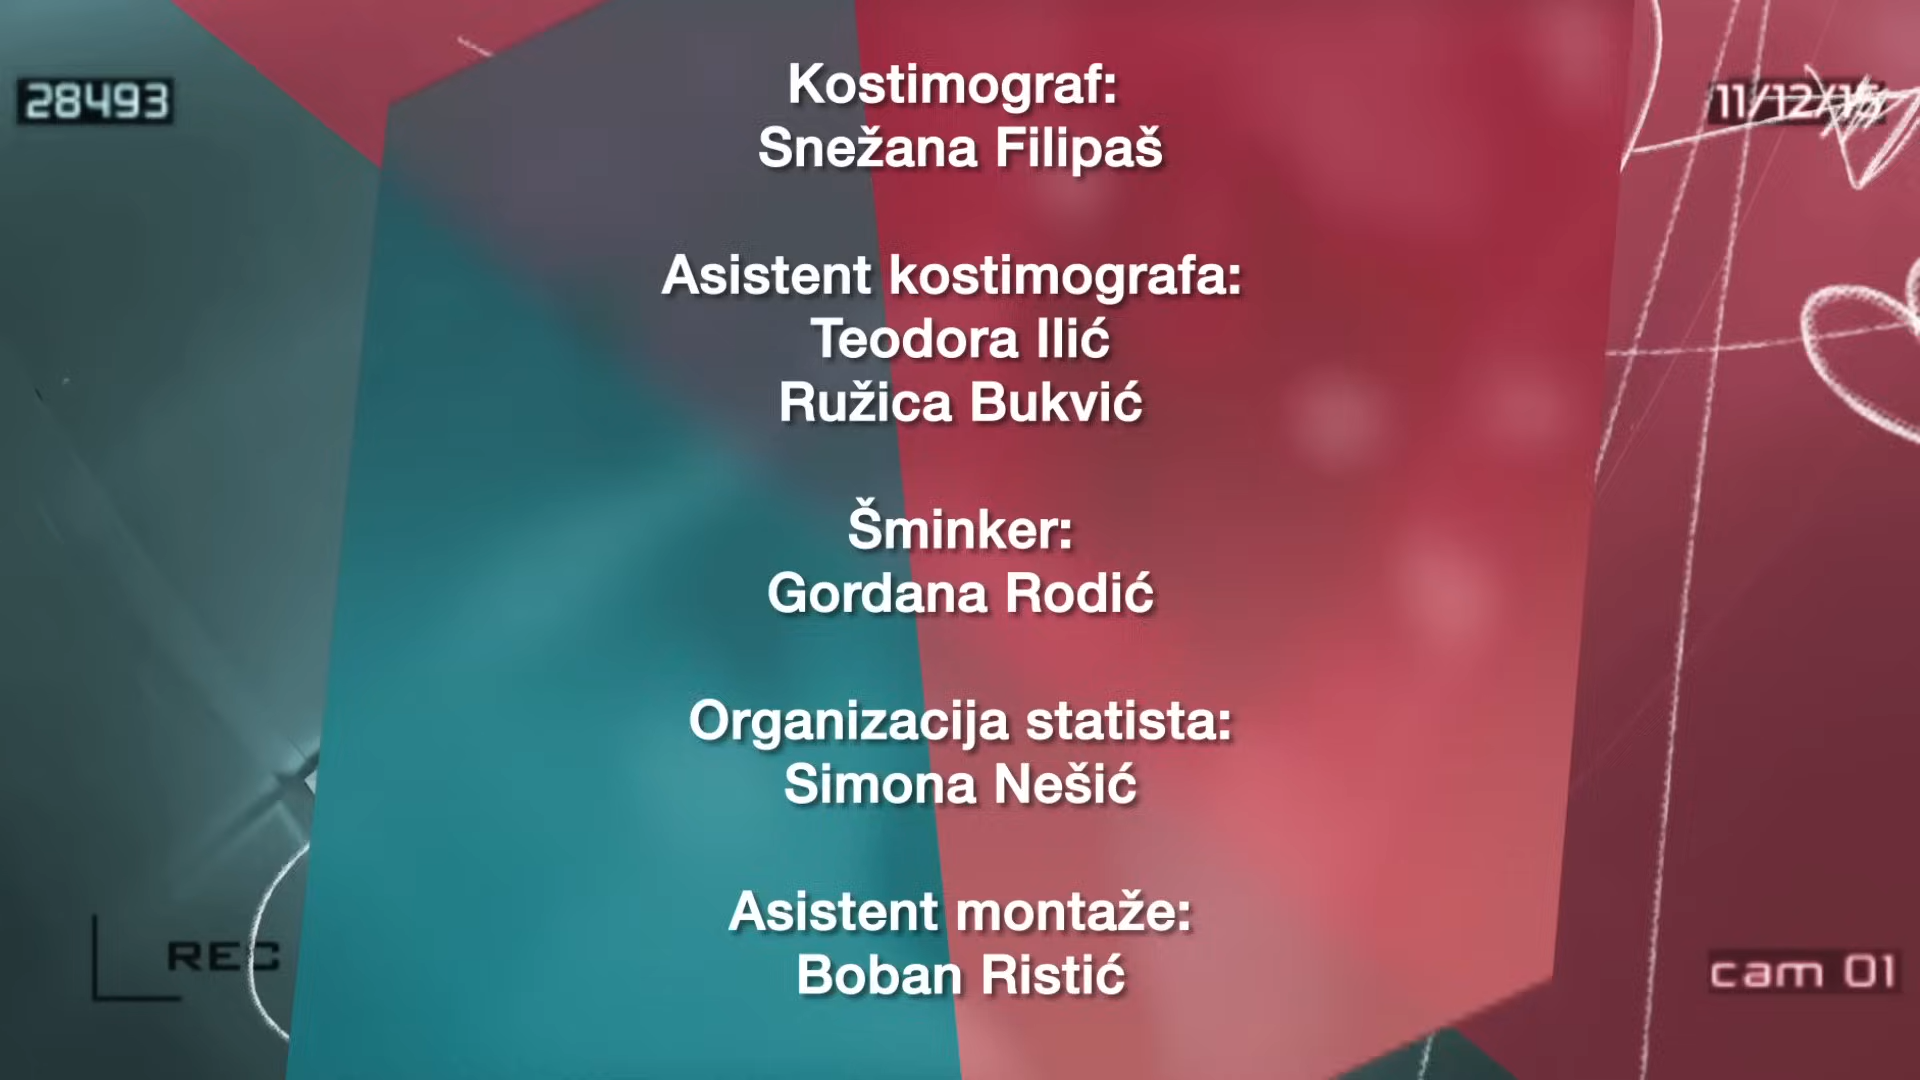 28493
Kostimograf:
Snežana Filipaš
Asistent kostimografa:
Teodora Ilić
Ružica Bukvić
Šminker:
Gordana Rodić
Organizacija statista:
Simona Nešić
Asistent montaže:
Boban Ristić
REC
cam 01